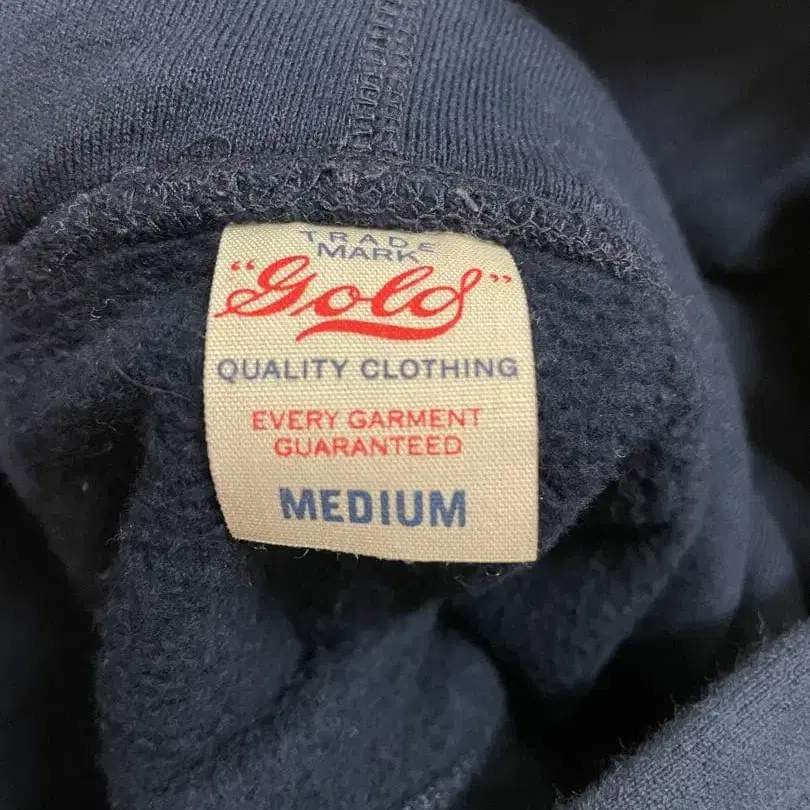 TRADE
MARK
"Gold"
QUALITY CLOTHING
EVERY GARMENT
GUARANTEED
MEDIUM